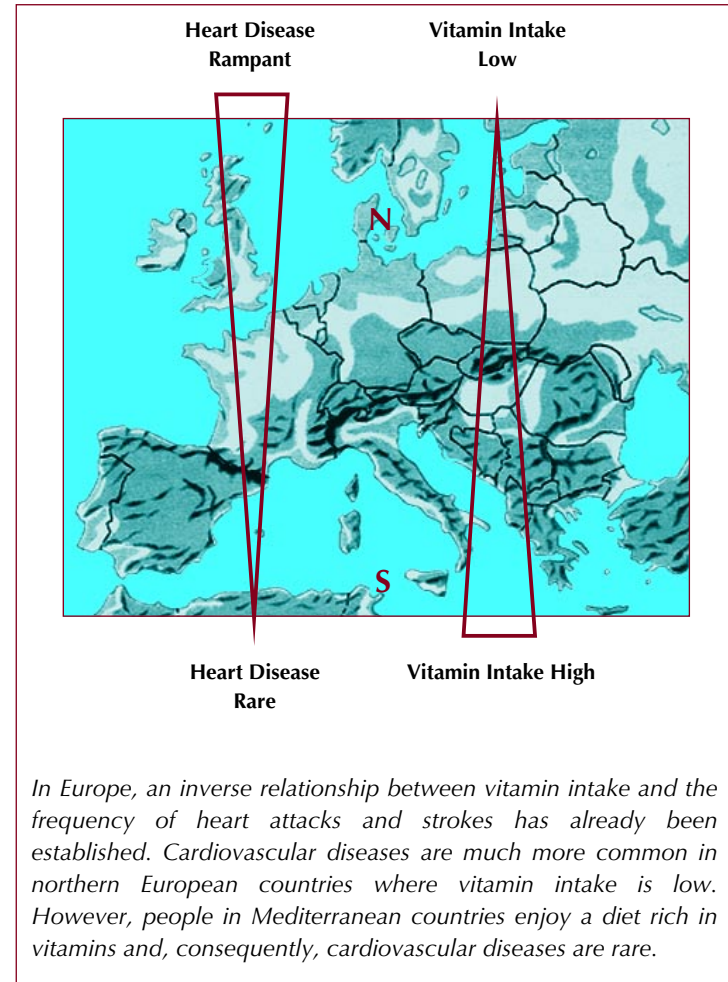 Heart Disease
Rampant
Vitamin Intake
Low
N
S
Heart Disease
Rare
Vitamin Intake High
In Europe, an inverse relationship between vitamin intake and the
frequency of heart attacks and strokes has already been
established. Cardiovascular diseases are much more common in
northern European countries where vitamin intake is low.
However, people in Mediterranean countries enjoy a diet rich in
vitamins and, consequently, cardiovascular diseases are rare.